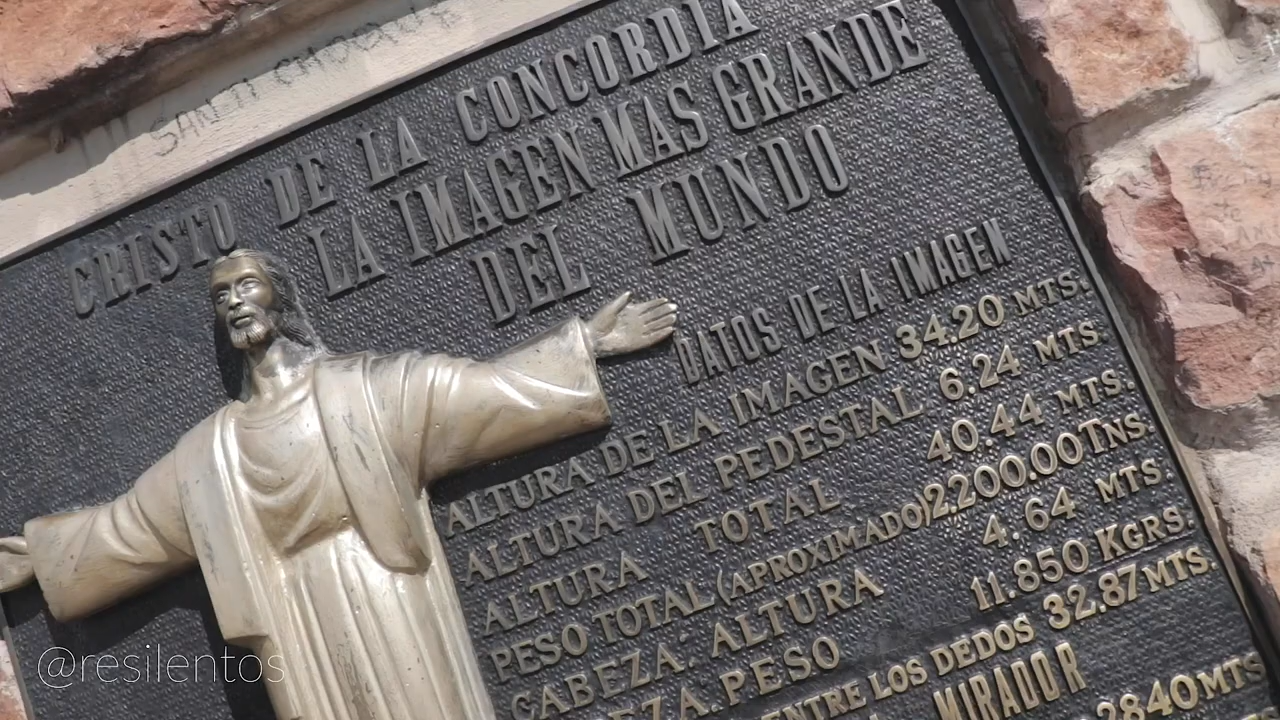 CRISTO DE LA CONCORDIA
LA IMAGEN MAS GRANDE
DEL MUNDO
DATOS DE LA IMAGEN
ALTURA DE LA IMAGEN 34.20 MTS.
ALTURA DEL PEDESTAL 6.24 MTS.
ALTURA TOTAL 40.44 MTS.
PESO TOTAL (APROXIMADO) 2200.00 TNS.
CABEZA. ALTURA 4.64 MTS.
PESO 11.850 KGRS.
ENTRE LOS DEDOS 32.87 MTS.
MIRADOR
2840 MTS
@resilentos